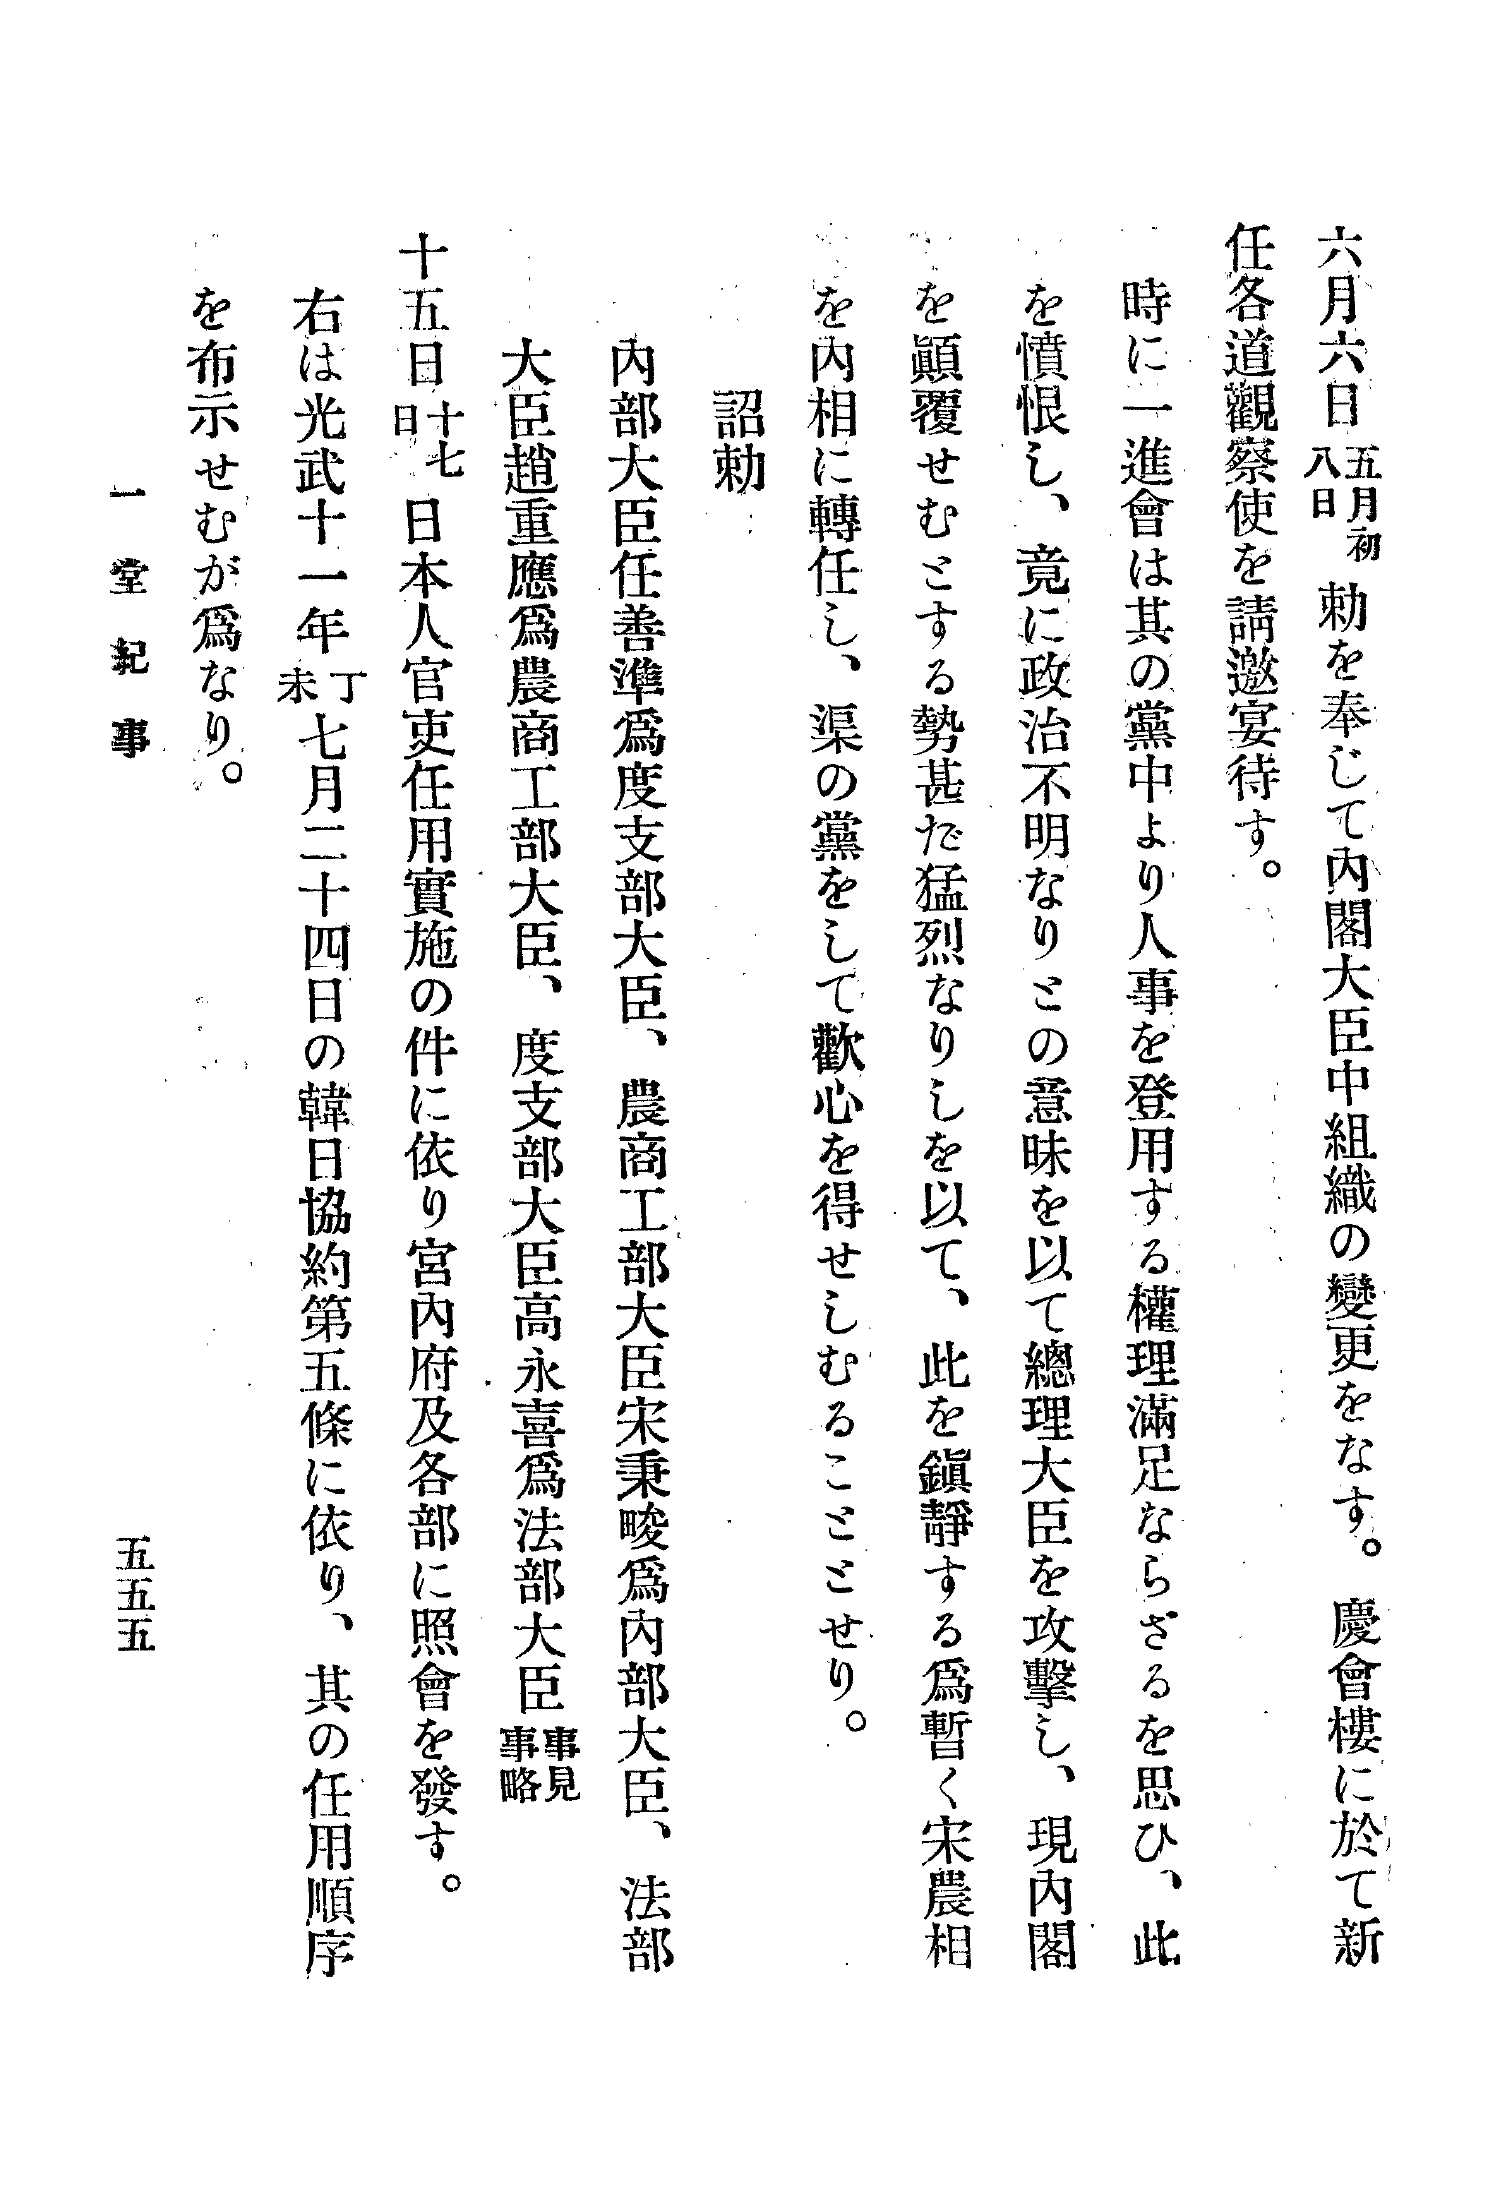 六月六日五月初八日勅を奉じて內閣大臣中組織の變更をなす。慶會樓に於て新
任各道觀察使を請邀宴待す。
時に一進會は其の黨中より人事を登用する權理滿足ならざるを思ひ、此
を憤恨し、竟に政治不明なりとの意味を以て總理大臣を攻擊し、現內閣
を顚覆せむとする勢甚だ猛烈なりしを以て、此を鎭靜する爲暫く宋農相
を內相に轉任し、渠の黨をして歡心を得せしむることとせり。
詔勅
內部大臣任善準爲度支部大臣、農商工部大臣宋秉畯爲內部大臣、法部
大臣趙重應爲農商工部大臣、度支部大臣高永喜爲法部大臣事見事略
十五日十七日日本人官吏任用實施の件に依り宮內府及各部に照會を發す。
右は光武十一年丁未七月二十四日の韓日協約第五條に依り、其の任用順序
を布示せむが爲なり。
一堂紀事
五五五